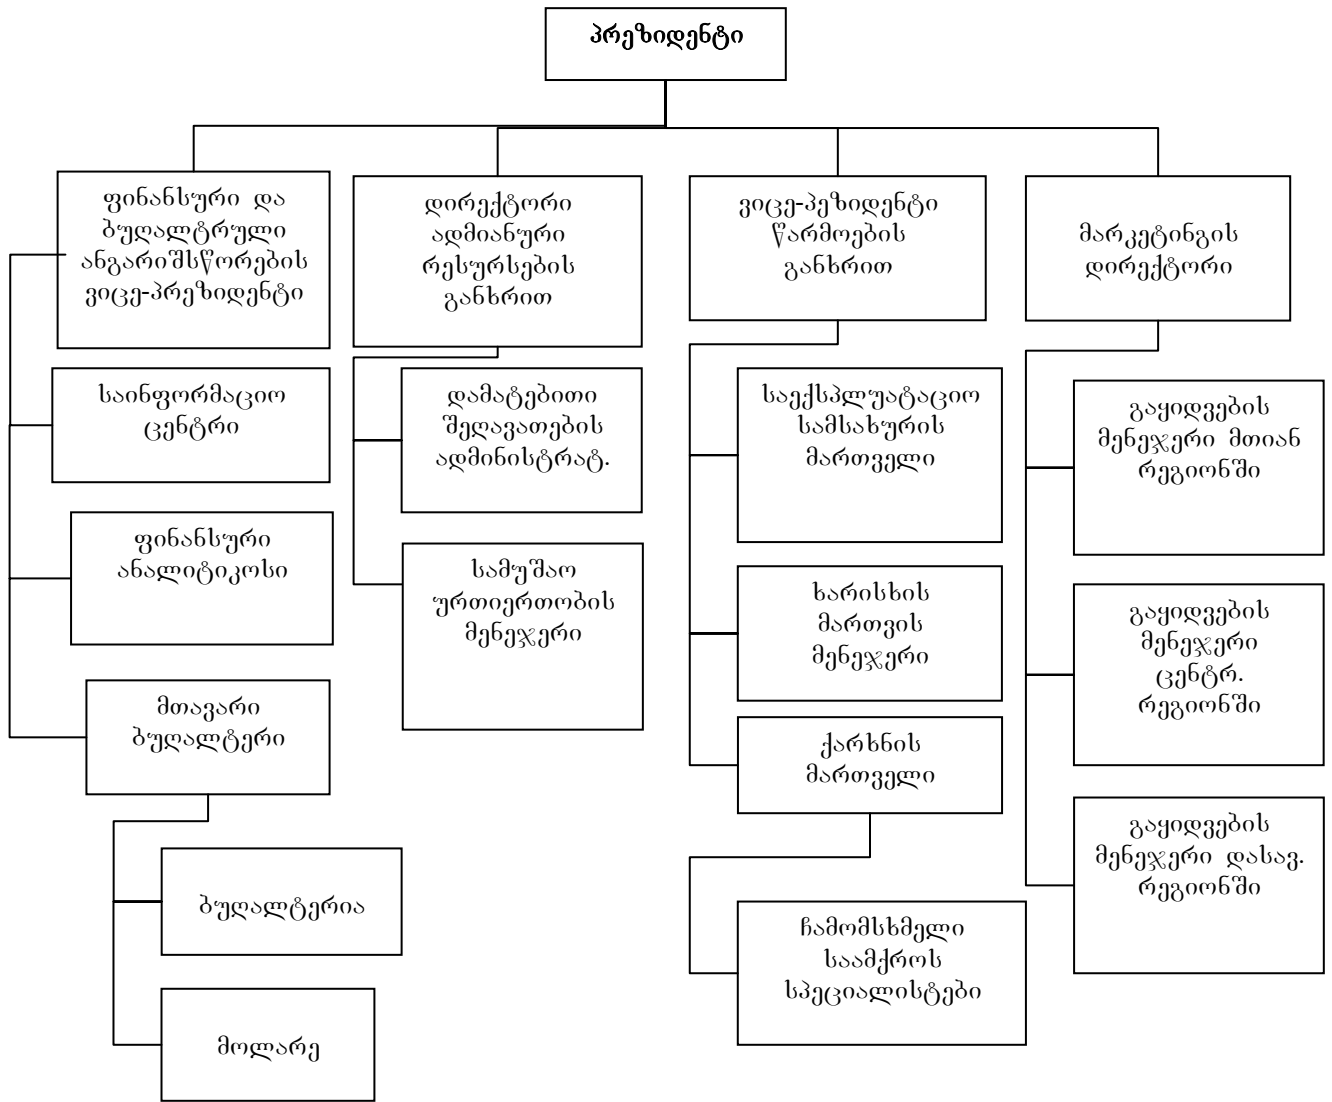 პრეზიდენტი
ფინანსური და
ბუღალტრული
ანგარიშსწორების
ვიცე-პრეზიდენტი
საინფორმაციო
ცენტრი
ფინანსური
ანალიტიკოსი
მთავარი
ბუღალტერი
ბუღალტერია
მოლარე
დირექტორი
ადმიანური
რესურსების
განხრით
დამატებითი
შეღავათების
ადმინისტრატ.
სამუშაო
ურთიერთობის
მენეჯერი
ვიცე-პეზიდენტი
წარმოების
განხრით
საექსპლუატაციო
სამსახურის
მართველი
ხარისხის
მართვის
მენეჯერი
ქარხნის
მართველი
ჩამომსხმელი
საამქროს
სპეციალისტები
მარკეტინგის
დირექტორი
გაყიდვების
მენეჯერი მთიან
რეგიონში
გაყიდვების
მენეჯერი
ცენტრ.
რეგიონში
გაყიდვების
მენეჯერი დასავ.
რეგიონში